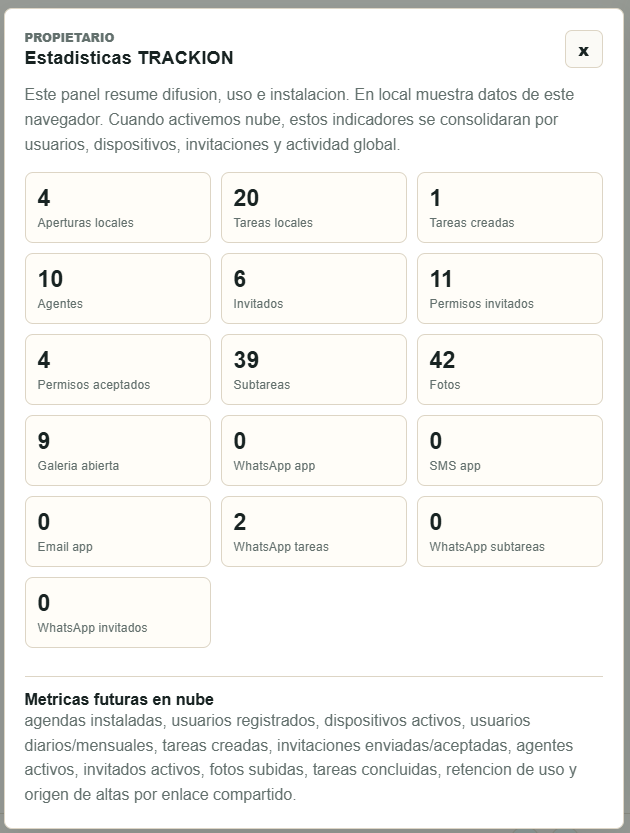 PROPIETARIO
Estadisticas TRACKION
x
Este panel resume difusion, uso e instalacion. En local muestra datos de este
navegador. Cuando activemos nube, estos indicadores se consolidaran por
usuarios, dispositivos, invitaciones y actividad global.
4
Aperturas locales
20
Tareas locales
1
Tareas creadas
10
Agentes
6
Invitados
11
Permisos invitados
4
Permisos aceptados
39
Subtareas
42
Fotos
9
Galeria abierta
0
WhatsApp app
0
SMS app
0
Email app
2
WhatsApp tareas
0
WhatsApp subtareas
0
WhatsApp invitados
Metricas futuras en nube
agendas instaladas, usuarios registrados, dispositivos activos, usuarios
diarios/mensuales, tareas creadas, invitaciones enviadas/aceptadas, agentes
activos, invitados activos, fotos subidas, tareas concluidas, retencion de uso y
origen de altas por enlace compartido.